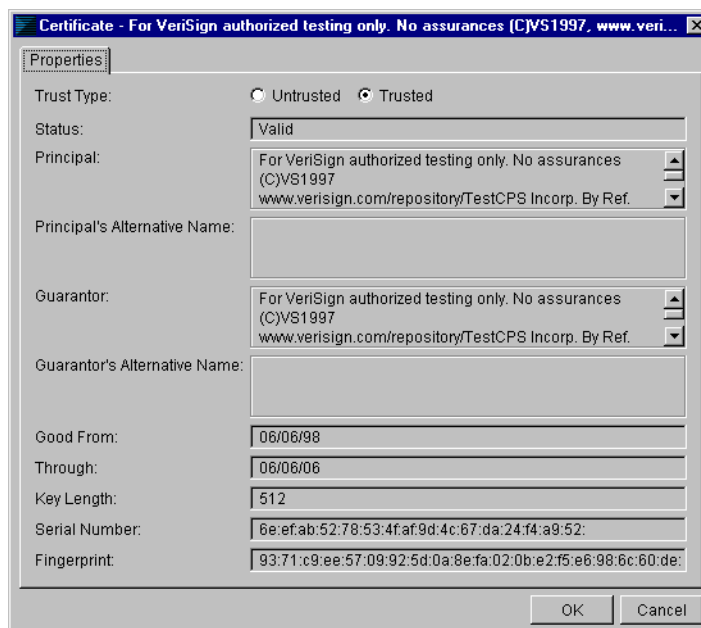 Certificate - For VeriSign authorized testing only. No assurances (C)VS1997, www.veri...
Properties
Trust Type: Untrusted Trusted
Status: Valid
Principal: For VeriSign authorized testing only. No assurances
(C)VS1997
www.verisign.com/repository/TestCPS Incorp. By Ref.
Principal's Alternative Name:
Guarantor: For VeriSign authorized testing only. No assurances
(C)VS1997
www.verisign.com/repository/TestCPS Incorp. By Ref.
Guarantor's Alternative Name:
Good From: 06/06/98
Through: 06/06/06
Key Length: 512
Serial Number: 6e:ef:ab:52:78:53:4f:af:9d:4c:67:da:24:f4:a9:52:
Fingerprint: 93:71:c9:ee:57:09:92:5d:0a:8e:fa:02:0b:e2:f5:e6:98:6c:60:de:
OK Cancel